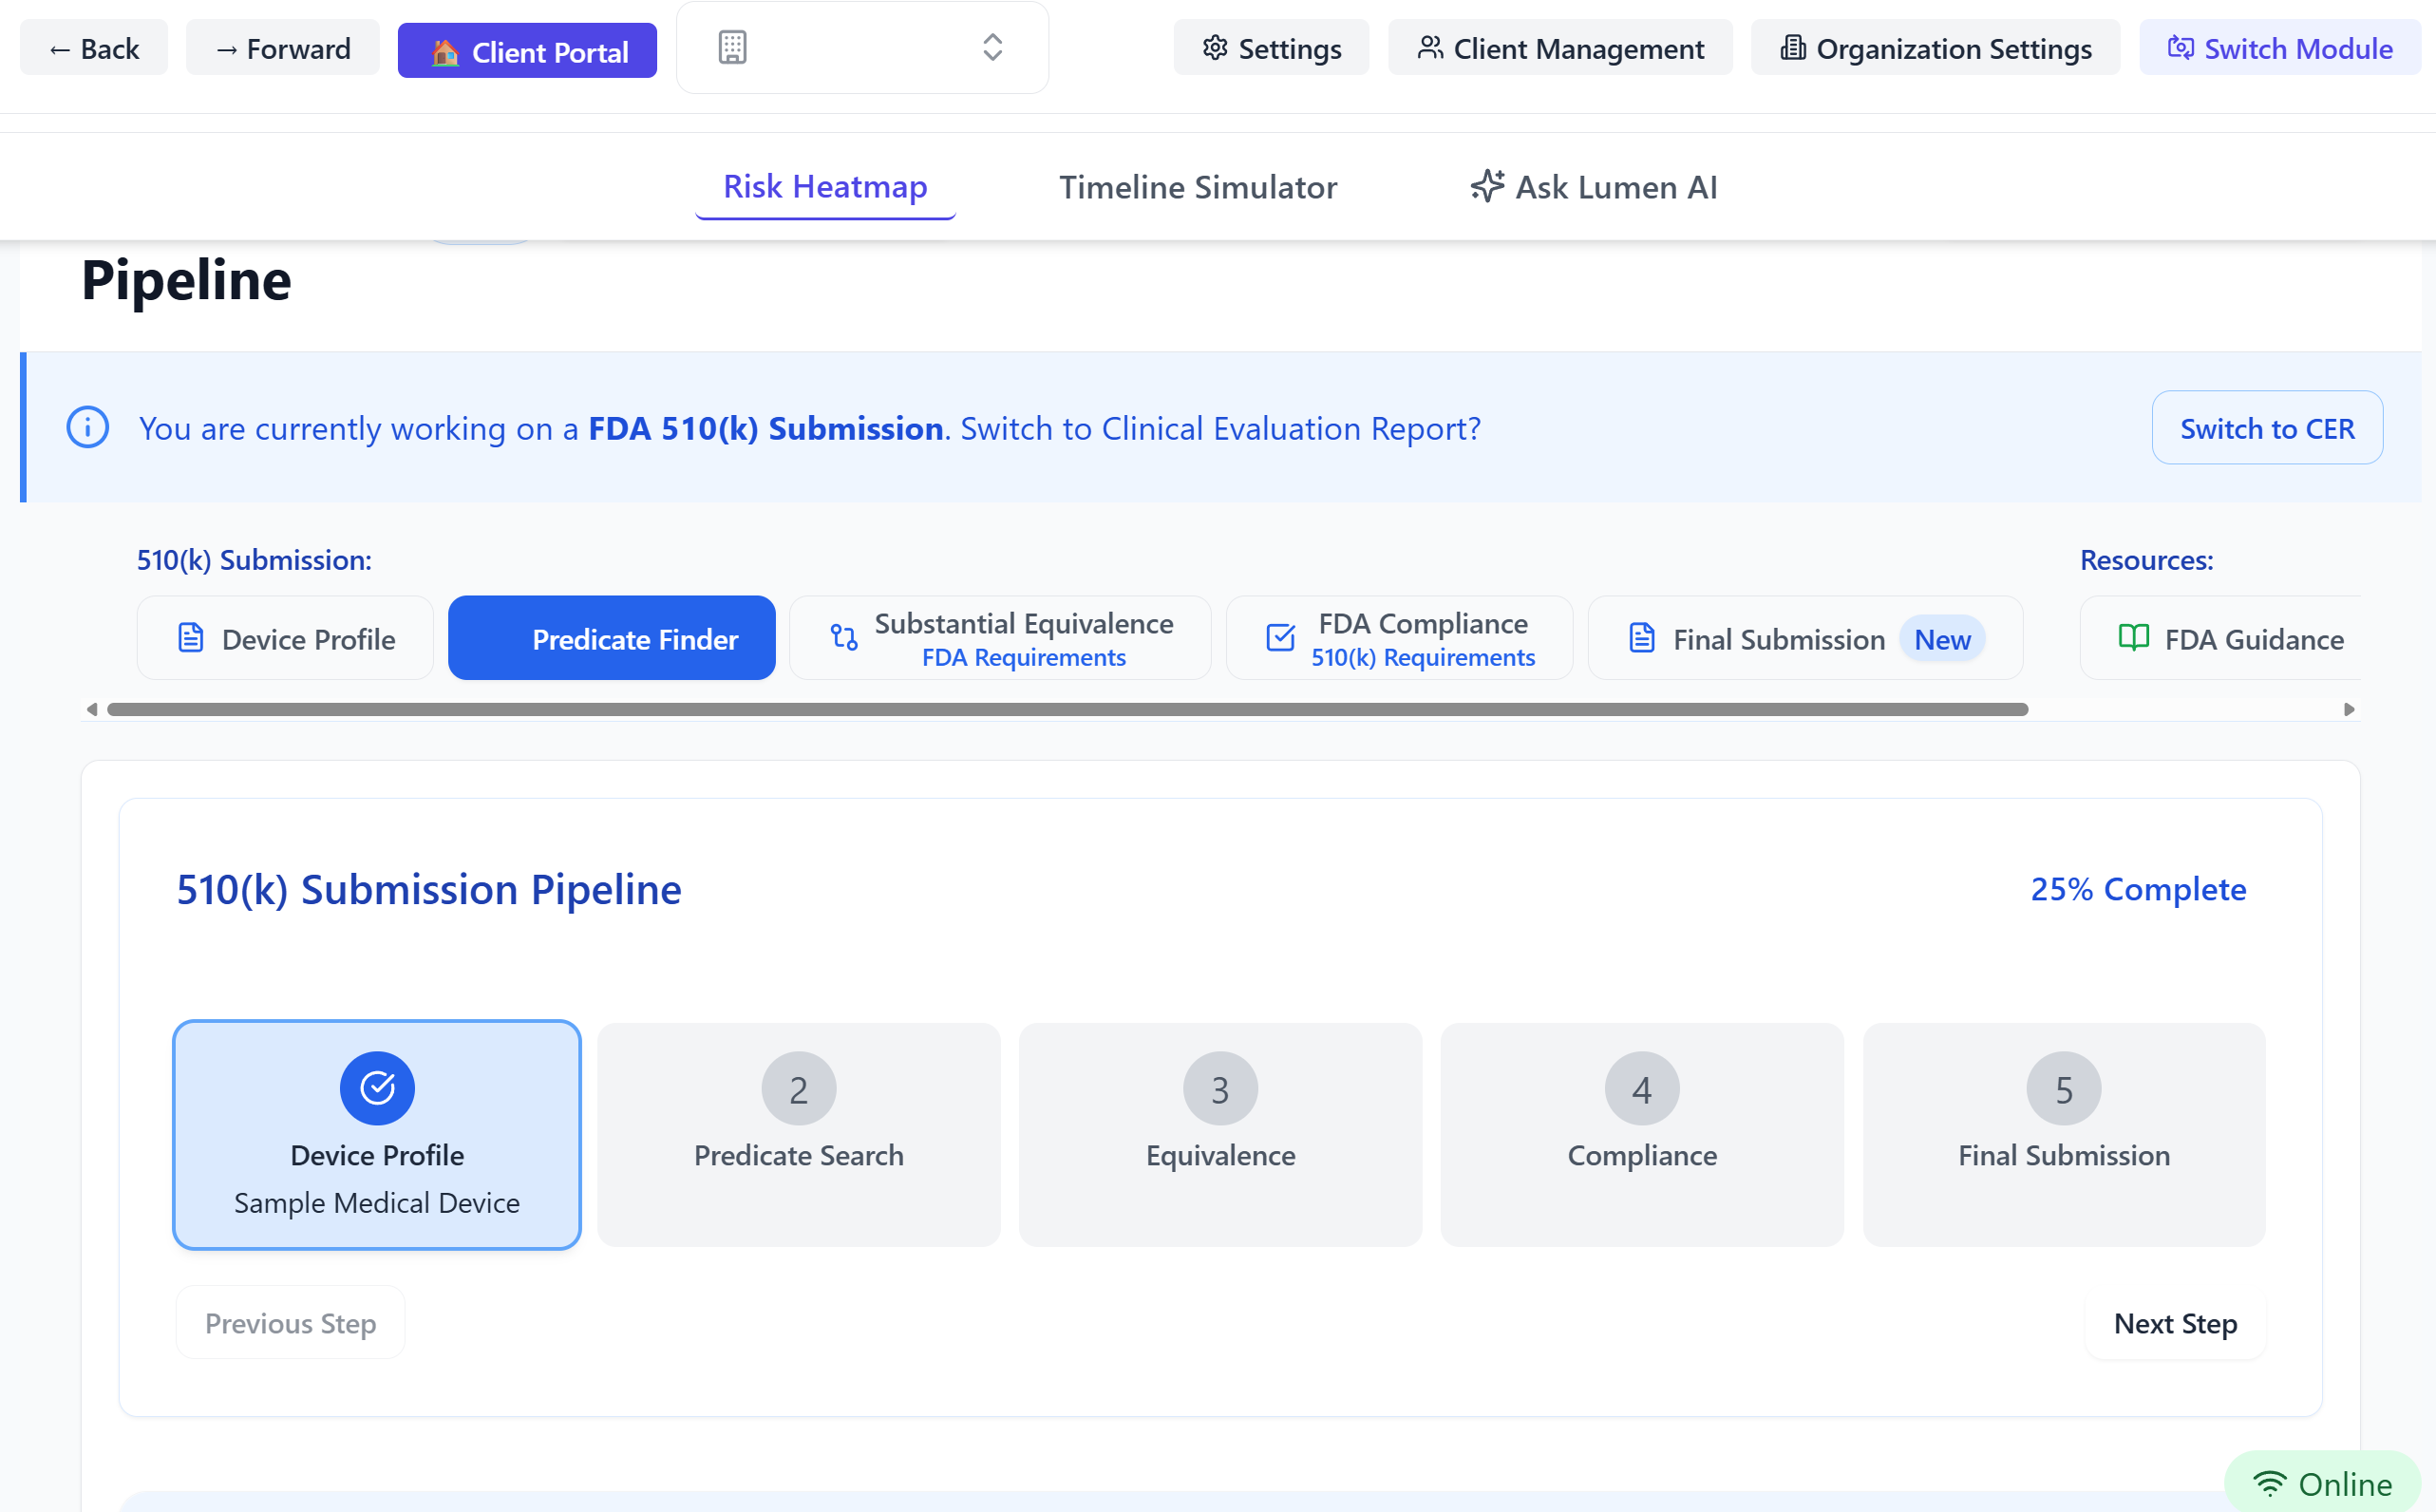 ← Back
→ Forward
🏠 Client Portal
Settings
Client Management
Organization Settings
Switch Module
Risk Heatmap
Timeline Simulator
Ask Lumen AI
Pipeline
You are currently working on a FDA 510(k) Submission. Switch to Clinical Evaluation Report?
Switch to CER
510(k) Submission:
Resources:
Device Profile
Predicate Finder
Substantial Equivalence
FDA Requirements
FDA Compliance
510(k) Requirements
Final Submission New
FDA Guidance
510(k) Submission Pipeline
25% Complete
Device Profile
Sample Medical Device
2
Predicate Search
3
Equivalence
4
Compliance
5
Final Submission
Previous Step
Next Step
Online